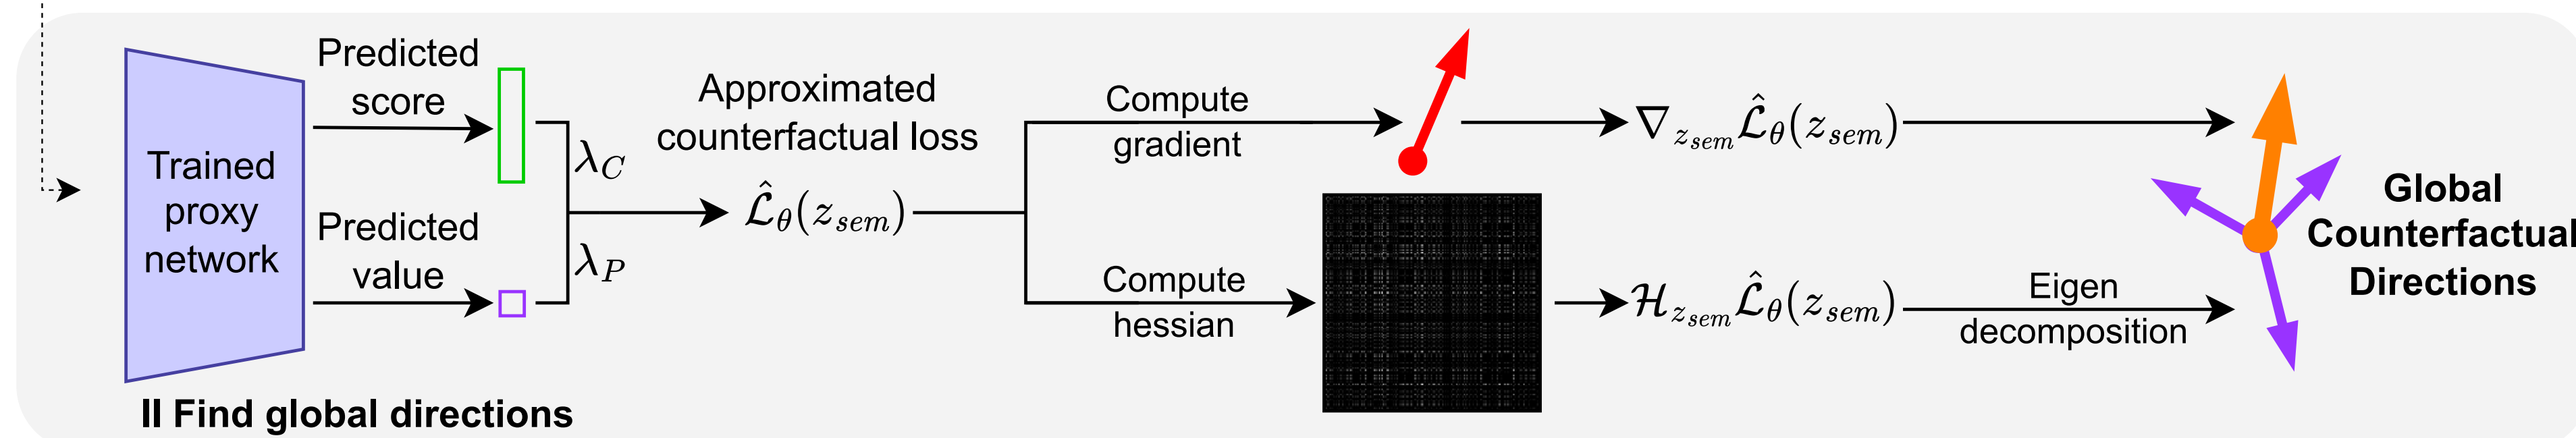 Trained
proxy
network
Predicted
score
Predicted
value
λ_C
λ_P
Approximated
counterfactual loss
\hat{\mathcal{L}}_θ(z_{sem})
Compute
gradient
∇_{z_{sem}} \hat{\mathcal{L}}_θ(z_{sem})
Compute
hessian
\mathcal{H}_{z_{sem}} \hat{\mathcal{L}}_θ(z_{sem})
Eigen
decomposition
Global
Counterfactual
Directions
II Find global directions